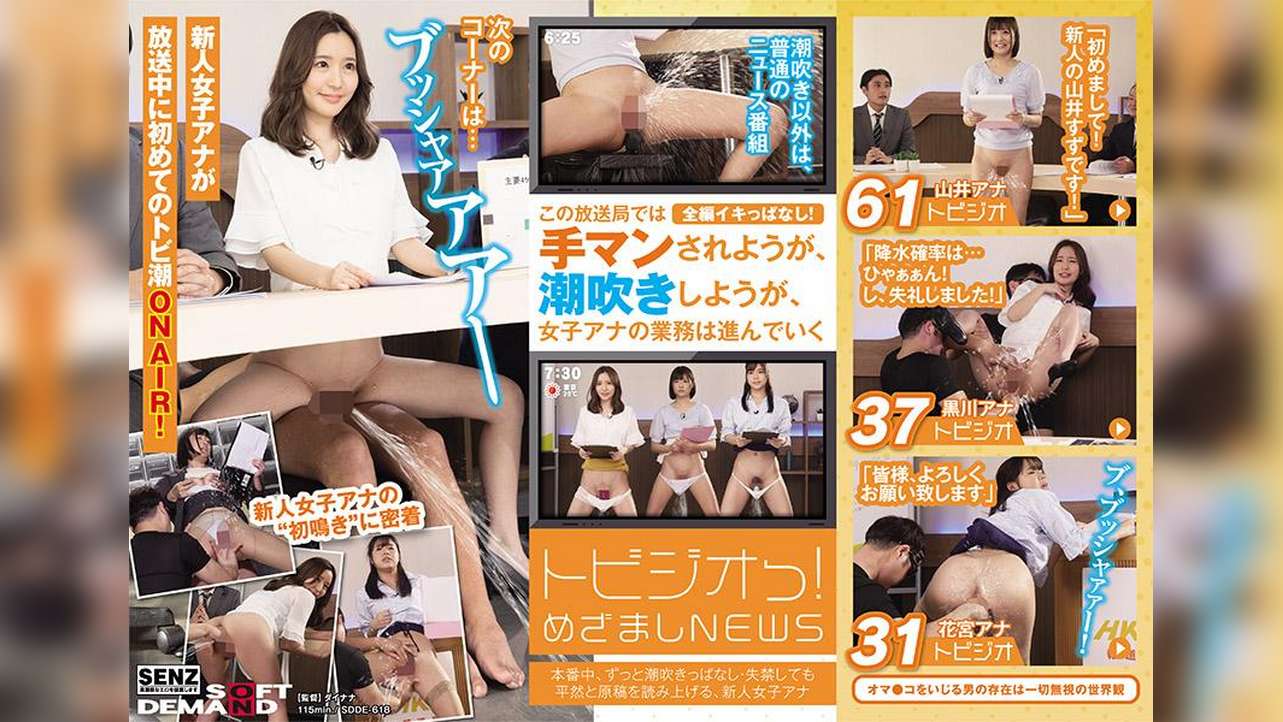 次の
コーナーは…
ブッシャァアアアー
新人女子アナが
放送中に初めてのトビ潮ON AIR!
主要4
新人女子アナの
“初鳴き”に密着
SENZ
SOFT
ON
DEMAND
【監督】ダイナナ
115min./SDDE-618
6:25
潮吹き以外は、
普通の
ニュース番組
この放送局では 全編イキっぱなし!
手マンされようが、
潮吹きしようが、
女子アナの業務は進んでいく
7:30
東京
トビジオっ!
めざましNEWS
本番中、ずっと潮吹きっぱなし・失禁しても
平然と原稿を読み上げる、新人女子アナ
「初めまして!
新人の山井すずです!」
61 山井アナ
トビジオ
「降水確率は…
ひゃぁぁん!
し、失礼しました!」
37 黒川アナ
トビジオ
「皆様、よろしく
お願い致します」
ブ、ブッシャァァー!!
31 花宮アナ
トビジオ
オマ●コをいじる男の存在は一切無視の世界観